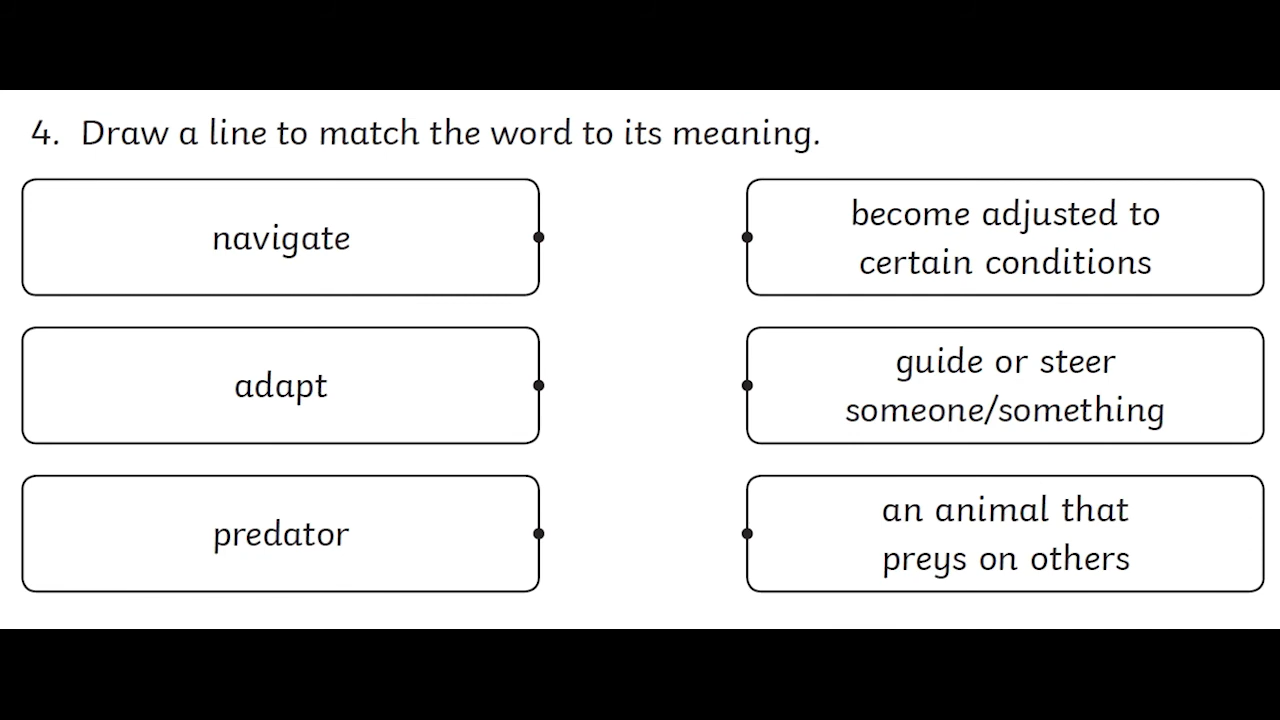 4. Draw a line to match the word to its meaning.
navigate
become adjusted to
certain conditions
adapt
guide or steer
someone/something
predator
an animal that
preys on others